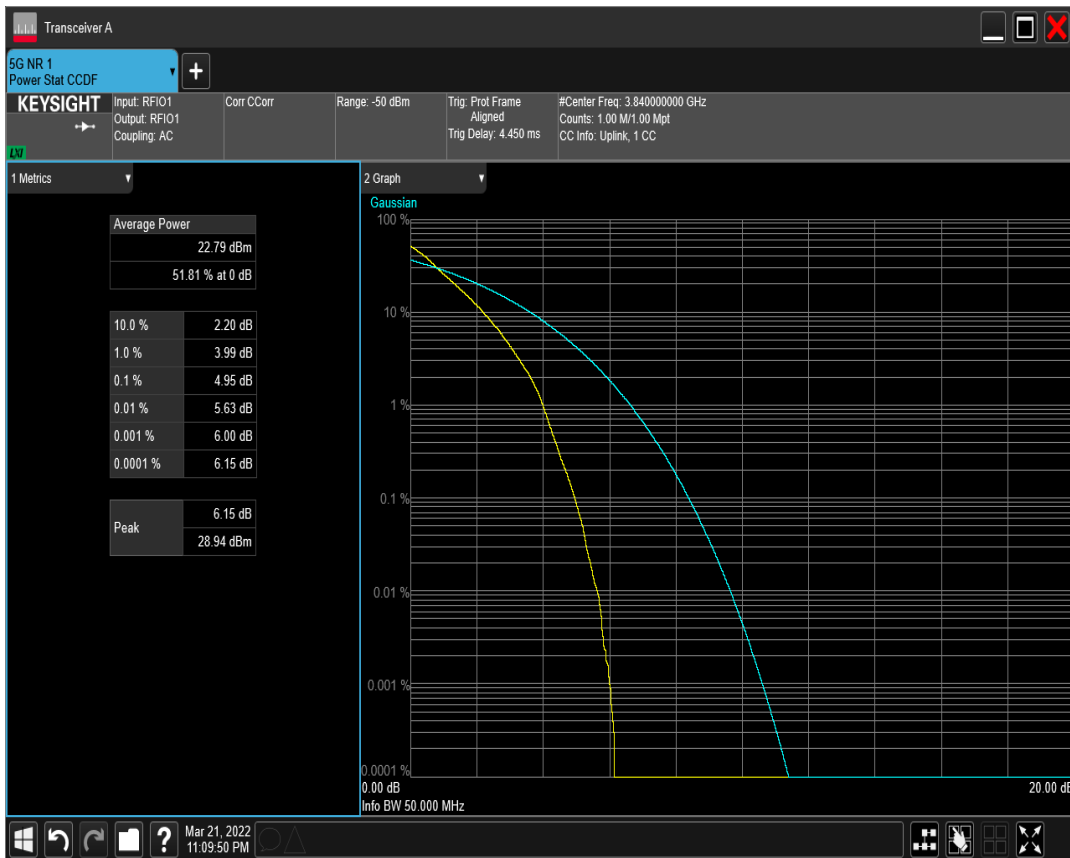 Transceiver A
5G NR 1
Power Stat CCDF
KEYSIGHT
LXI
Input: RFIO1
Output: RFIO1
Coupling: AC
Corr CCorr
Range: -50 dBm
Trig: Prot Frame
Aligned
Trig Delay: 4.450 ms
#Center Freq: 3.840000000 GHz
Counts: 1.00 M/1.00 Mpt
CC Info: Uplink, 1 CC
1 Metrics
Average Power
22.79 dBm
51.81 % at 0 dB
10.0 % 2.20 dB
1.0 % 3.99 dB
0.1 % 4.95 dB
0.01 % 5.63 dB
0.001 % 6.00 dB
0.0001 % 6.15 dB
Peak
6.15 dB
28.94 dBm
2 Graph
Gaussian
100 %
10 %
1 %
0.1 %
0.01 %
0.001 %
0.0001 %
0.00 dB
20.00 dB
Info BW 50.000 MHz
?
Mar 21, 2022
11:09:50 PM